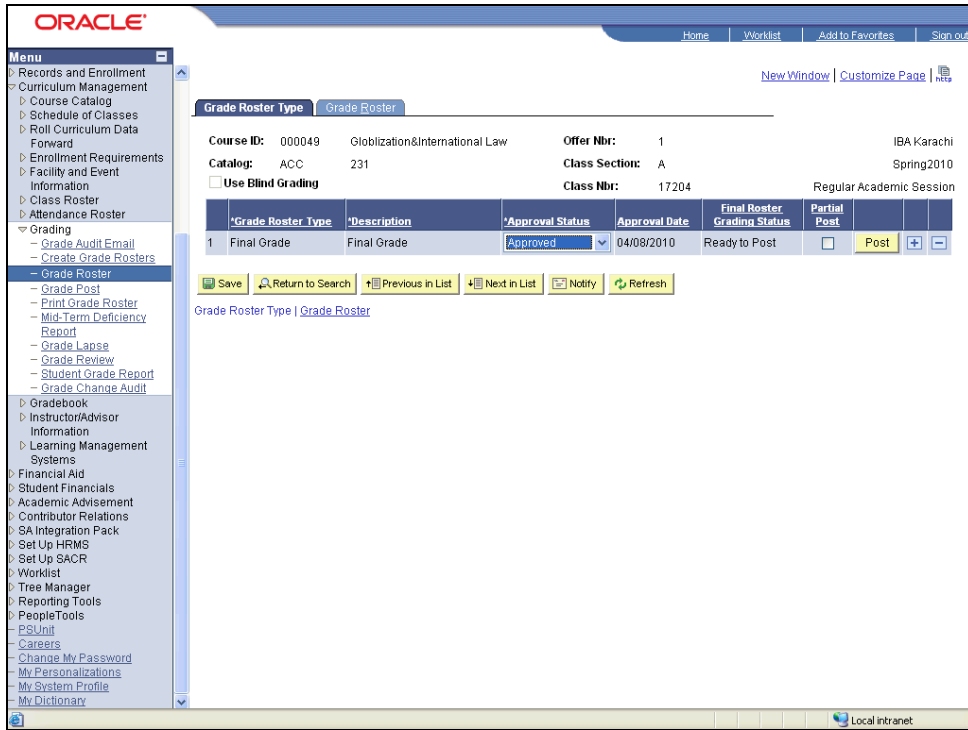 ORACLE'
Home Worklist Add to Favorites Sign out
Menu
Records and Enrollment
Curriculum Management
Course Catalog
Schedule of Classes
Roll Curriculum Data
Forward
Enrollment Requirements
Facility and Event
Information
Class Roster
Attendance Roster
Grading
Grade Audit Email
Create Grade Rosters
Grade Roster
Grade Post
Print Grade Roster
Mid-Term Deficiency
Report
Grade Lapse
Grade Review
Student Grade Report
Grade Change Audit
Gradebook
Instructor/Advisor
Information
Learning Management
Systems
Financial Aid
Student Financials
Academic Advisement
Contributor Relations
SA Integration Pack
Set Up HRMS
Set Up SACR
Worklist
Tree Manager
Reporting Tools
PeopleTools
PSUnit
Careers
Change My Password
My Personalizations
My System Profile
My Dictionary
New Window | Customize Page | http
Grade Roster Type Grade Roster
Course ID: 000049 Globlization&International Law Offer Nbr: 1 IBA Karachi
Catalog: ACC 231 Class Section: A Spring2010
Use Blind Grading Class Nbr: 17204 Regular Academic Session
*Grade Roster Type *Description *Approval Status Approval Date Final Roster Grading Status Partial Post
1 Final Grade Final Grade Approved 04/08/2010 Ready to Post Post
Save Return to Search Previous in List Next in List Notify Refresh
Grade Roster Type | Grade Roster
Local intranet